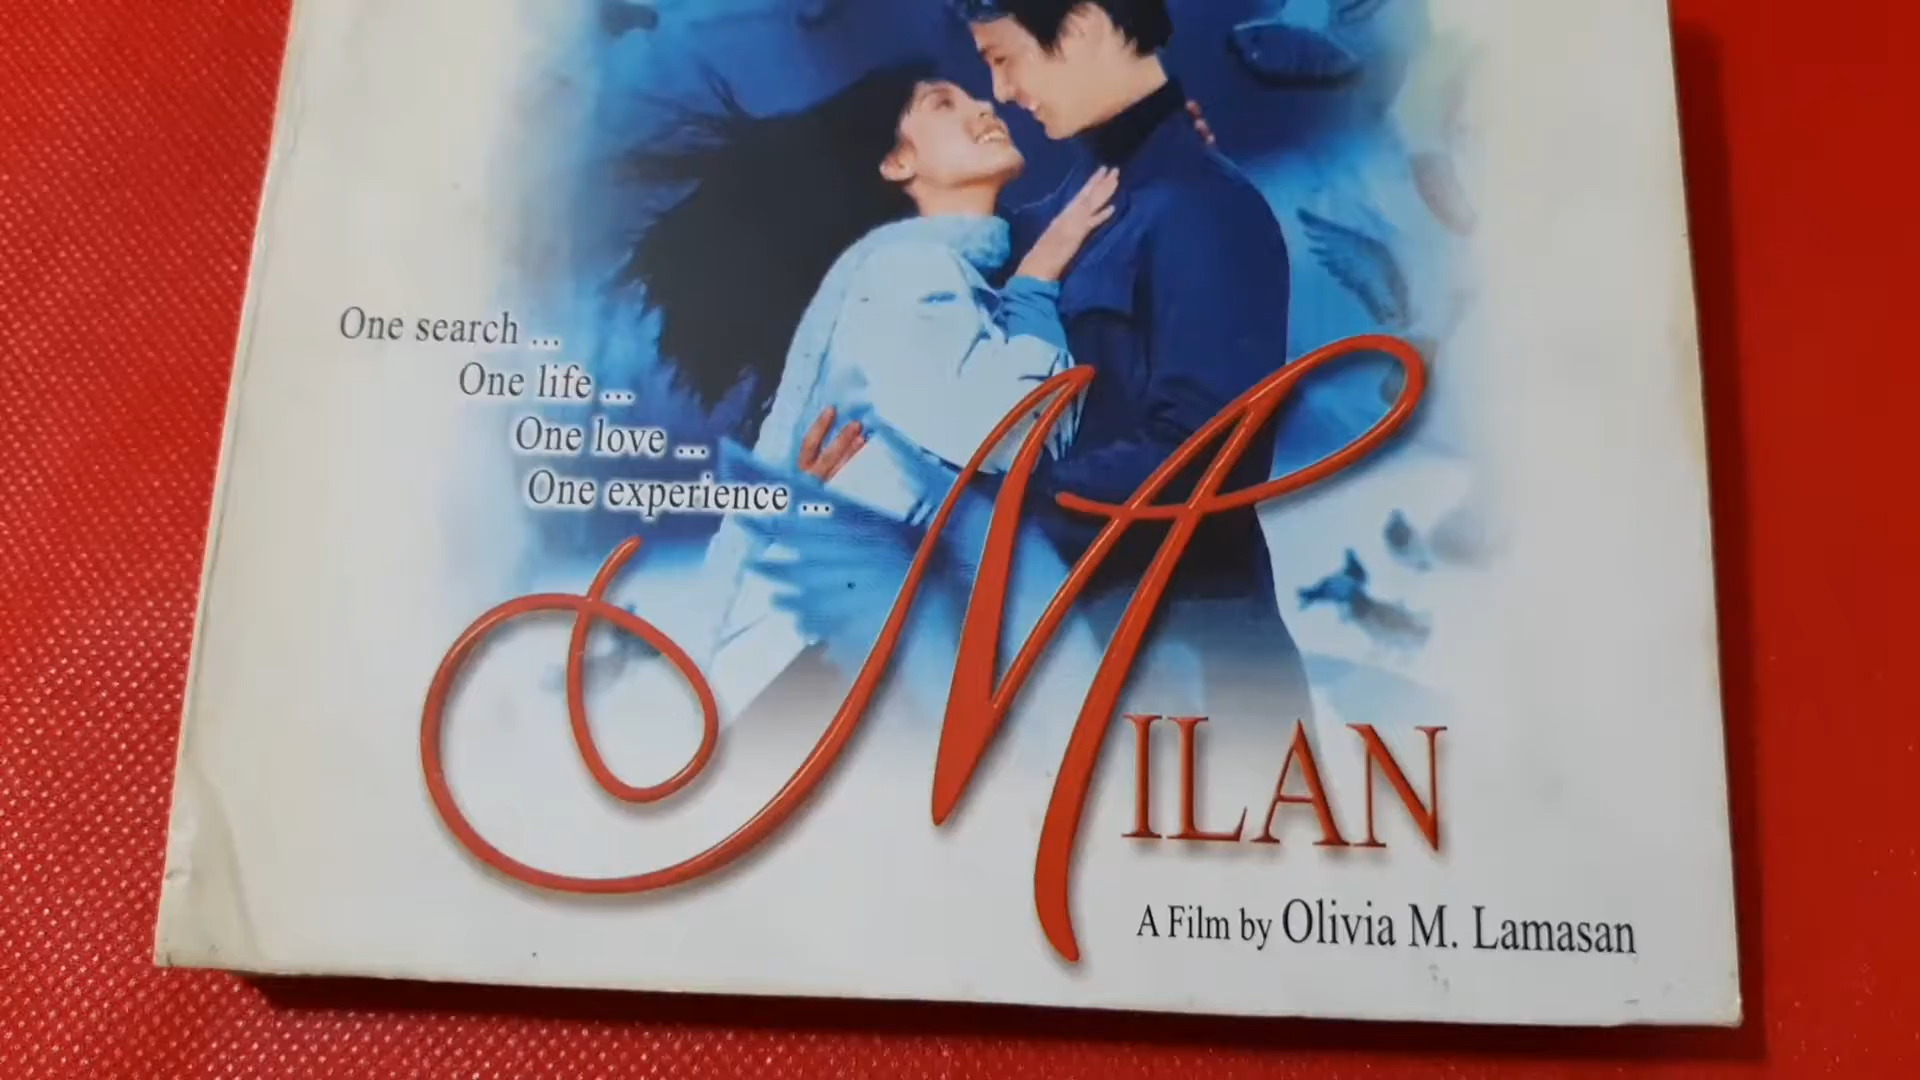 One search ...
One life ...
One love ...
One experience ...
MILAN
A Film by Olivia M. Lamasan